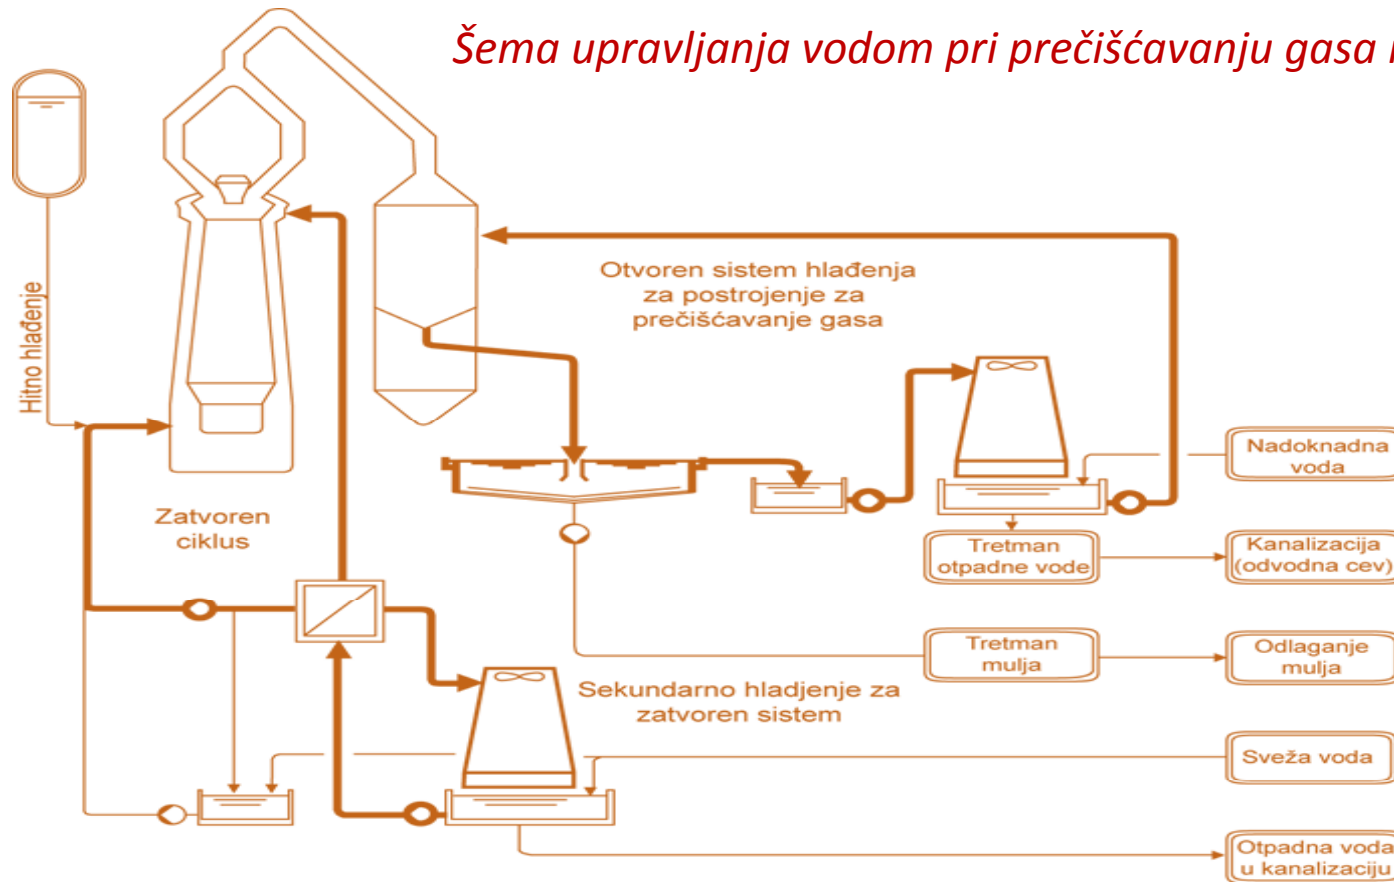 Šema upravljanja vodom pri prečišćavanju gasa
Hitno hlađenje
Otvoren sistem hlađenja
za postrojenje za
prečišćavanje gasa
Zatvoren
ciklus
Nadoknadna
voda
Tretman
otpadne vode
Kanalizacija
(odvodna cev)
Tretman
mulja
Odlaganje
mulja
Sekundarno hladjenje za
zatvoren sistem
Sveža voda
Otpadna voda
u kanalizaciju